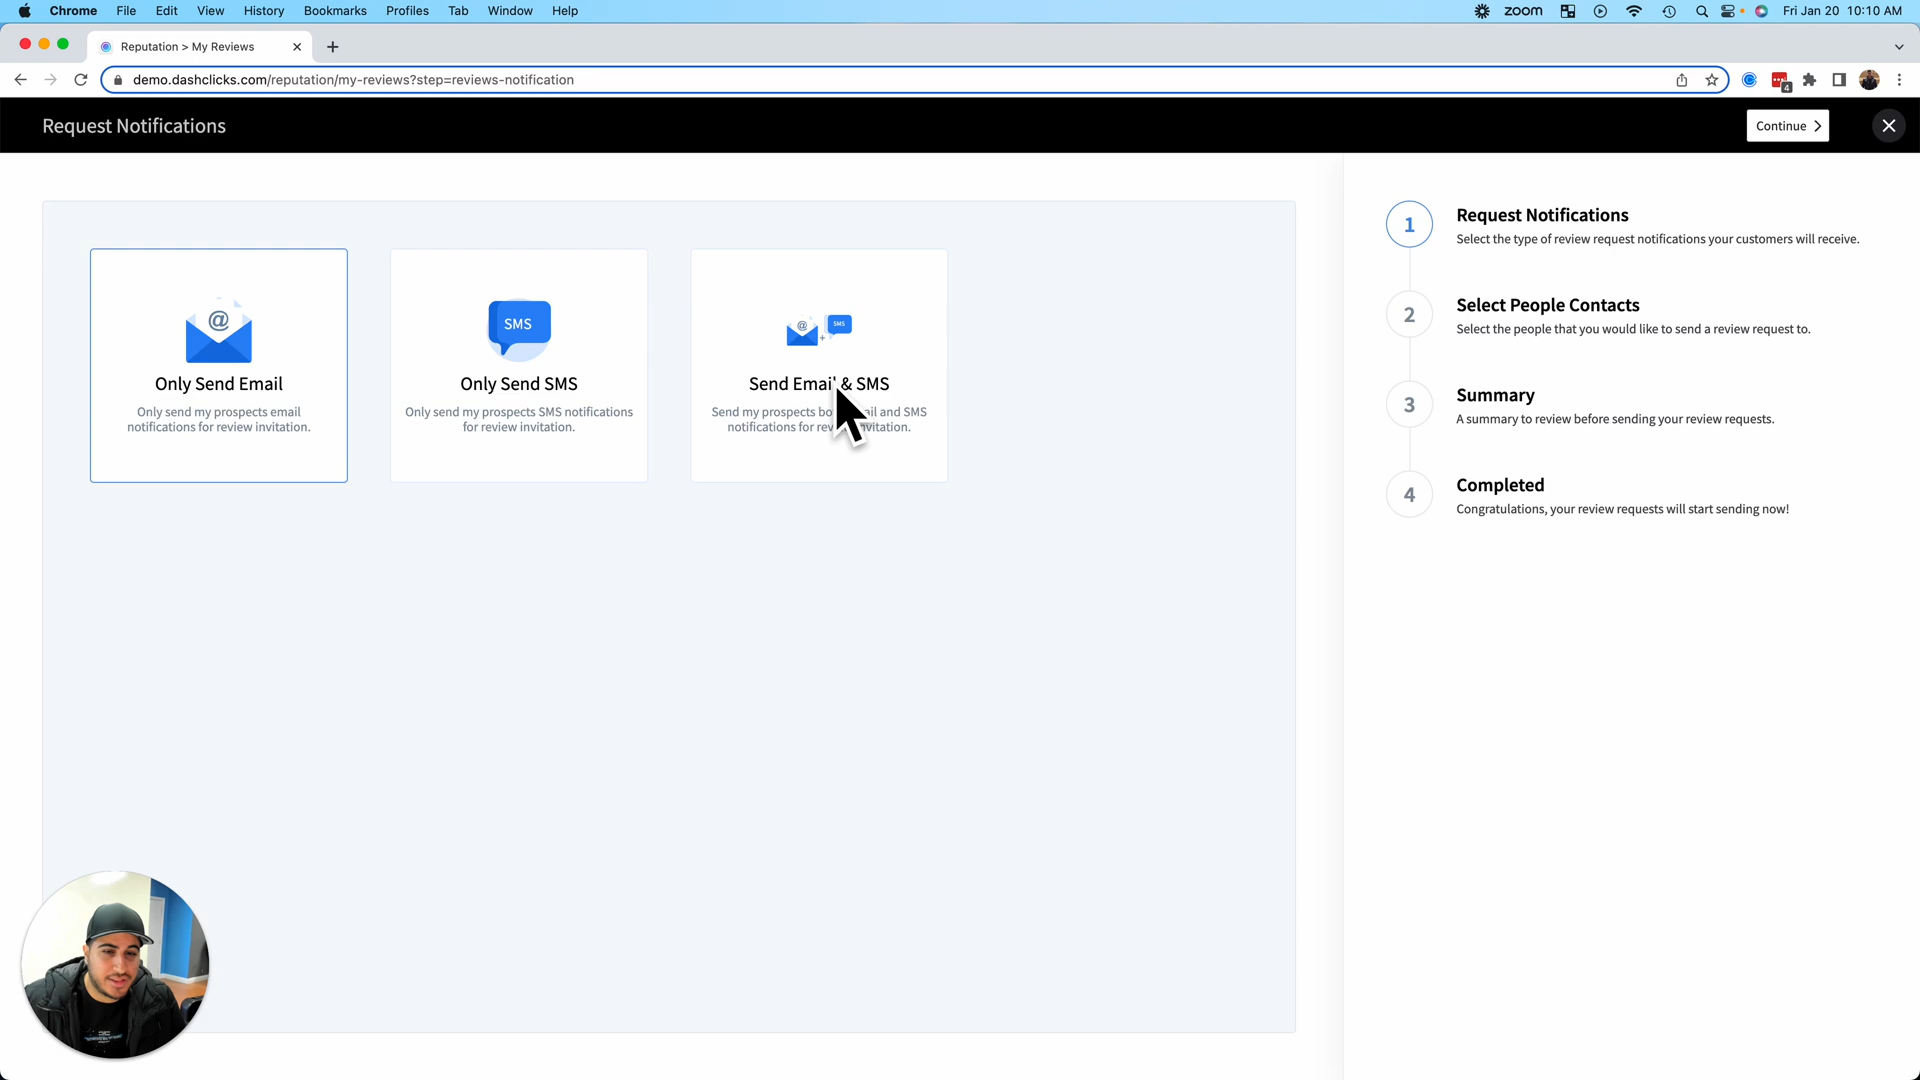 Chrome File Edit View History Bookmarks Profiles Tab Window Help
zoom Fri Jan 20 10:10 AM
Reputation > My Reviews
demo.dashclicks.com/reputation/my-reviews?step=reviews-notification
4
Request Notifications
Continue
@
Only Send Email
Only send my prospects email
notifications for review invitation.
SMS
Only Send SMS
Only send my prospects SMS notifications
for review invitation.
@ + SMS
Send Email & SMS
Send my prospects bo ail and SMS
notifications for rev vitation.
1
Request Notifications
Select the type of review request notifications your customers will receive.
2
Select People Contacts
Select the people that you would like to send a review request to.
3
Summary
A summary to review before sending your review requests.
4
Completed
Congratulations, your review requests will start sending now!